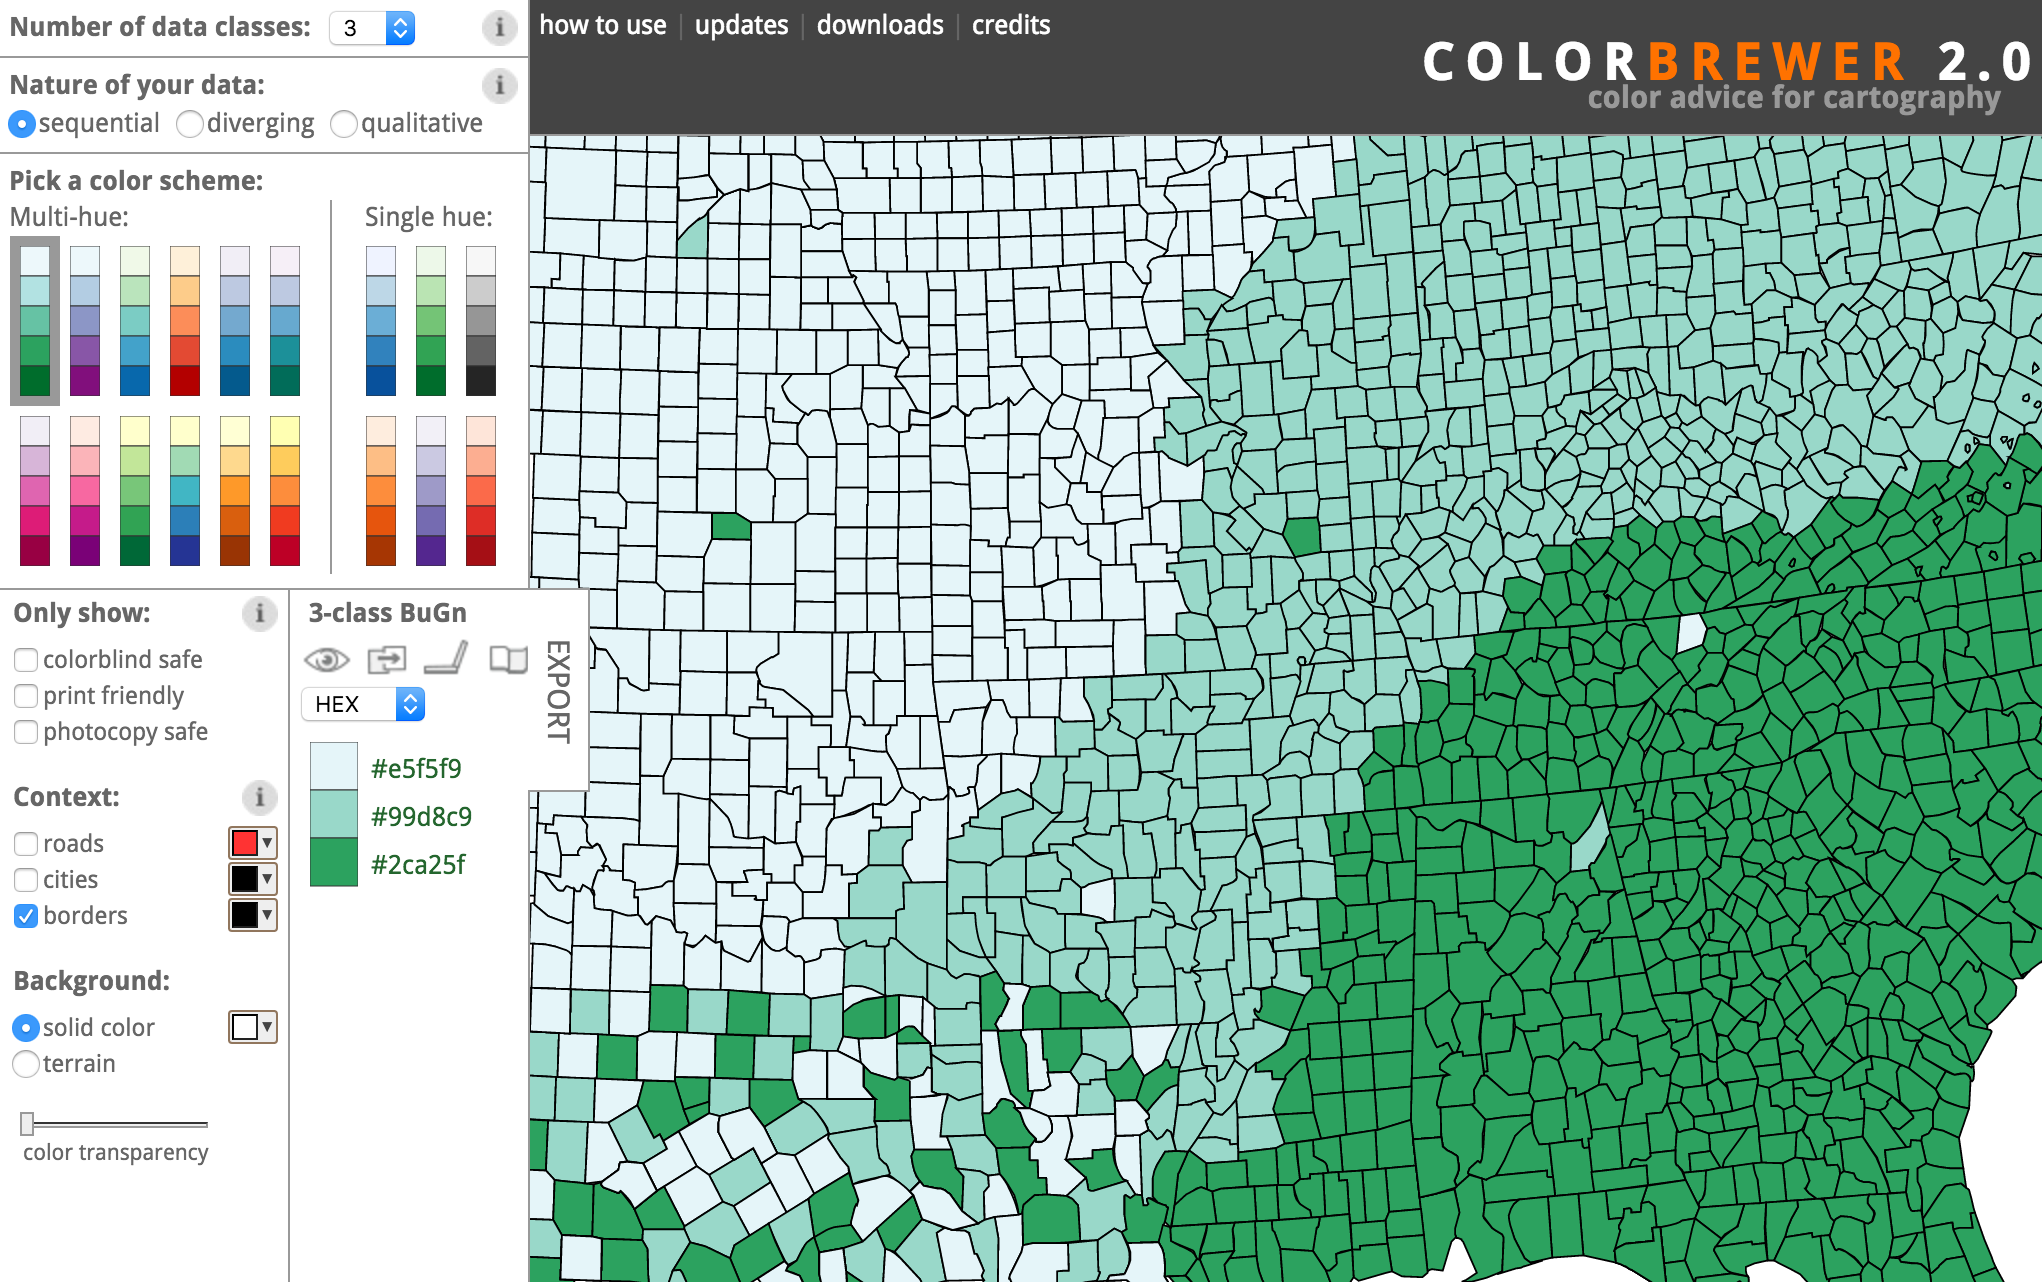 Number of data classes: 3 i
how to use | updates | downloads | credits
COLORBREWER 2.0
color advice for cartography
Nature of your data: i
sequential diverging qualitative
Pick a color scheme:
Multi-hue: Single hue:
Only show: i
colorblind safe
print friendly
photocopy safe
Context: i
roads
cities
borders
Background:
solid color
terrain
color transparency
3-class BuGn
EXPORT
HEX
#e5f5f9
#99d8c9
#2ca25f